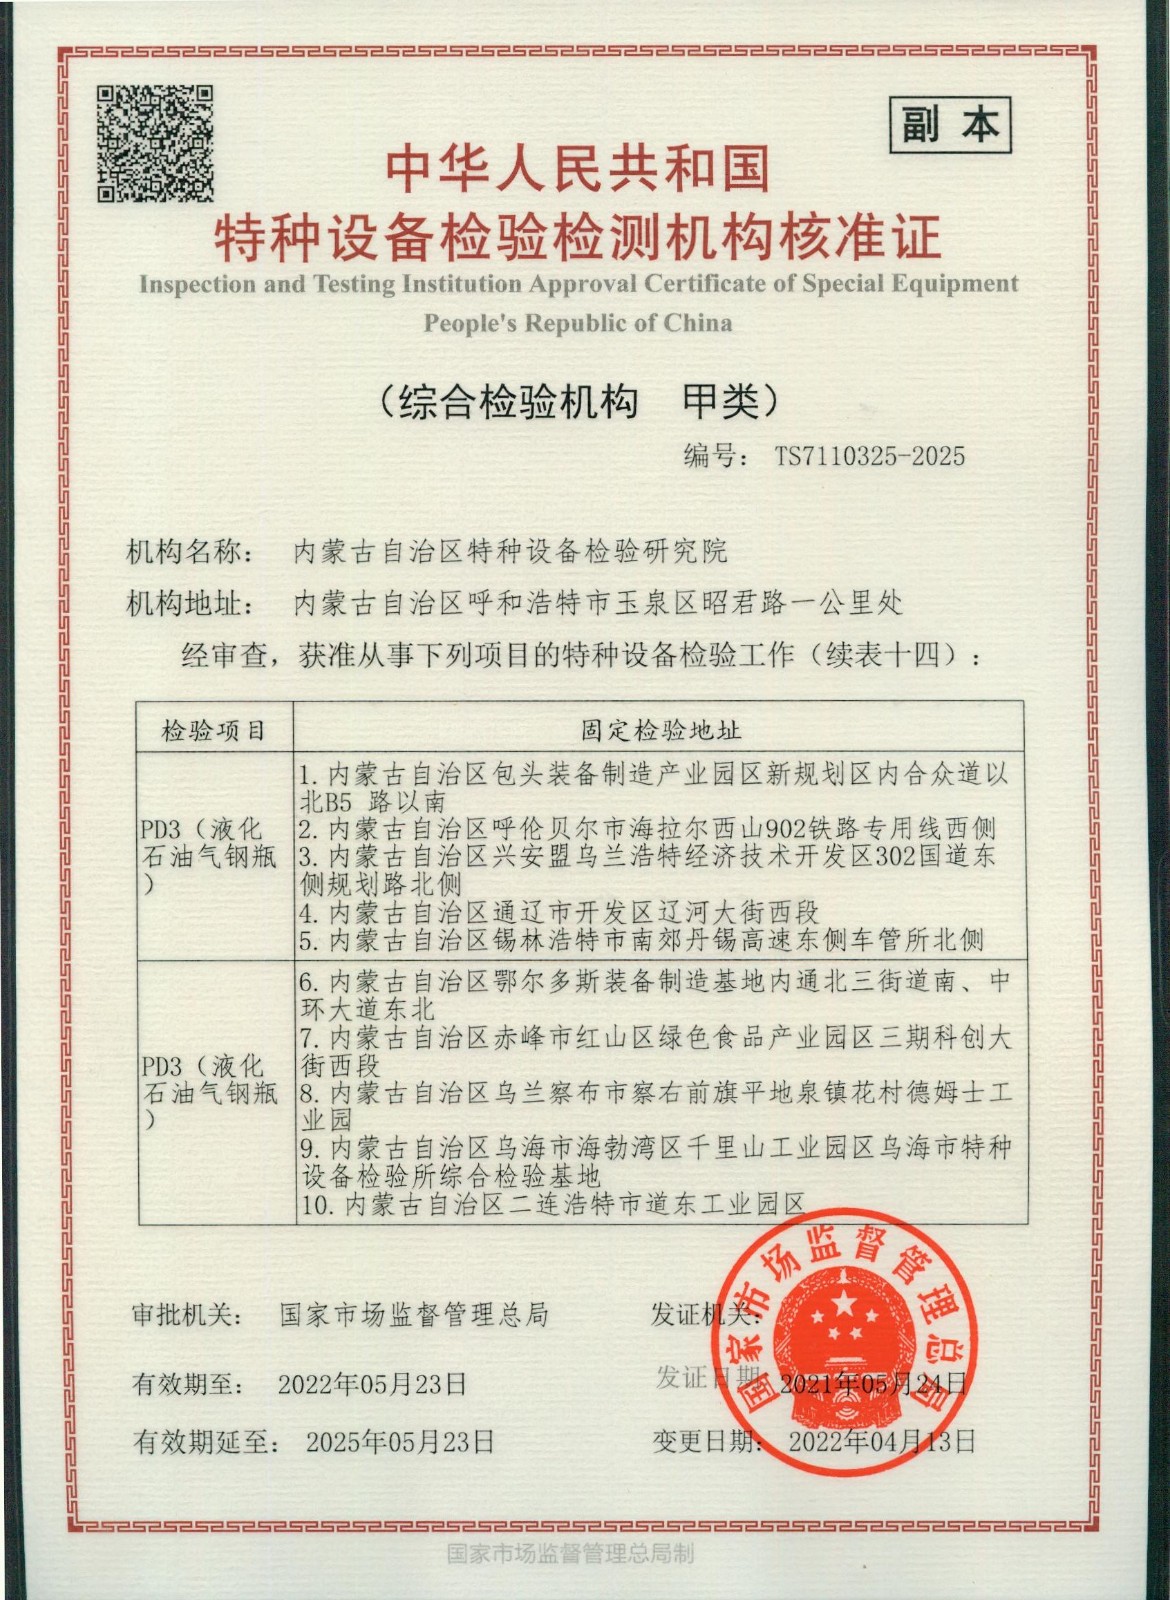 副 本
中华人民共和国
特种设备检验检测机构核准证
Inspection and Testing Institution Approval Certificate of Special Equipment
People's Republic of China
（综合检验机构　甲类）
编号： TS7110325-2025
机构名称： 内蒙古自治区特种设备检验研究院
机构地址： 内蒙古自治区呼和浩特市玉泉区昭君路一公里处
经审查，获准从事下列项目的特种设备检验工作（续表十四）：
检验项目 固定检验地址
PD3（液化
石油气钢瓶
）
1. 内蒙古自治区包头装备制造产业园区新规划区内合众道以
北B5 路以南
2. 内蒙古自治区呼伦贝尔市海拉尔西山902铁路专用线西侧
3. 内蒙古自治区兴安盟乌兰浩特经济技术开发区302国道东
侧规划路北侧
4. 内蒙古自治区通辽市开发区辽河大街西段
5. 内蒙古自治区锡林浩特市南郊丹锡高速东侧车管所北侧
PD3（液化
石油气钢瓶
）
6. 内蒙古自治区鄂尔多斯装备制造基地内通北三街道南、中
环大道东北
7. 内蒙古自治区赤峰市红山区绿色食品产业园区三期科创大
街西段
8. 内蒙古自治区乌兰察布市察右前旗平地泉镇花村德姆士工
业园
9. 内蒙古自治区乌海市海勃湾区千里山工业园区乌海市特种
设备检验所综合检验基地
10. 内蒙古自治区二连浩特市道东工业园区
审批机关： 国家市场监督管理总局
发证机关：
国家市场监督管理总局
有效期至： 2022年05月23日
发证日期： 2021年05月24日
有效期延至： 2025年05月23日
变更日期： 2022年04月13日
国家市场监督管理总局制